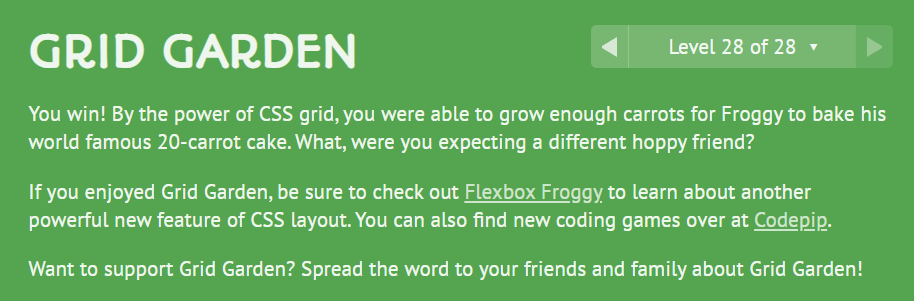 GRID GARDEN
Level 28 of 28
You win! By the power of CSS grid, you were able to grow enough carrots for Froggy to bake his
world famous 20-carrot cake. What, were you expecting a different hoppy friend?
If you enjoyed Grid Garden, be sure to check out Flexbox Froggy to learn about another
powerful new feature of CSS layout. You can also find new coding games over at Codepip.
Want to support Grid Garden? Spread the word to your friends and family about Grid Garden!